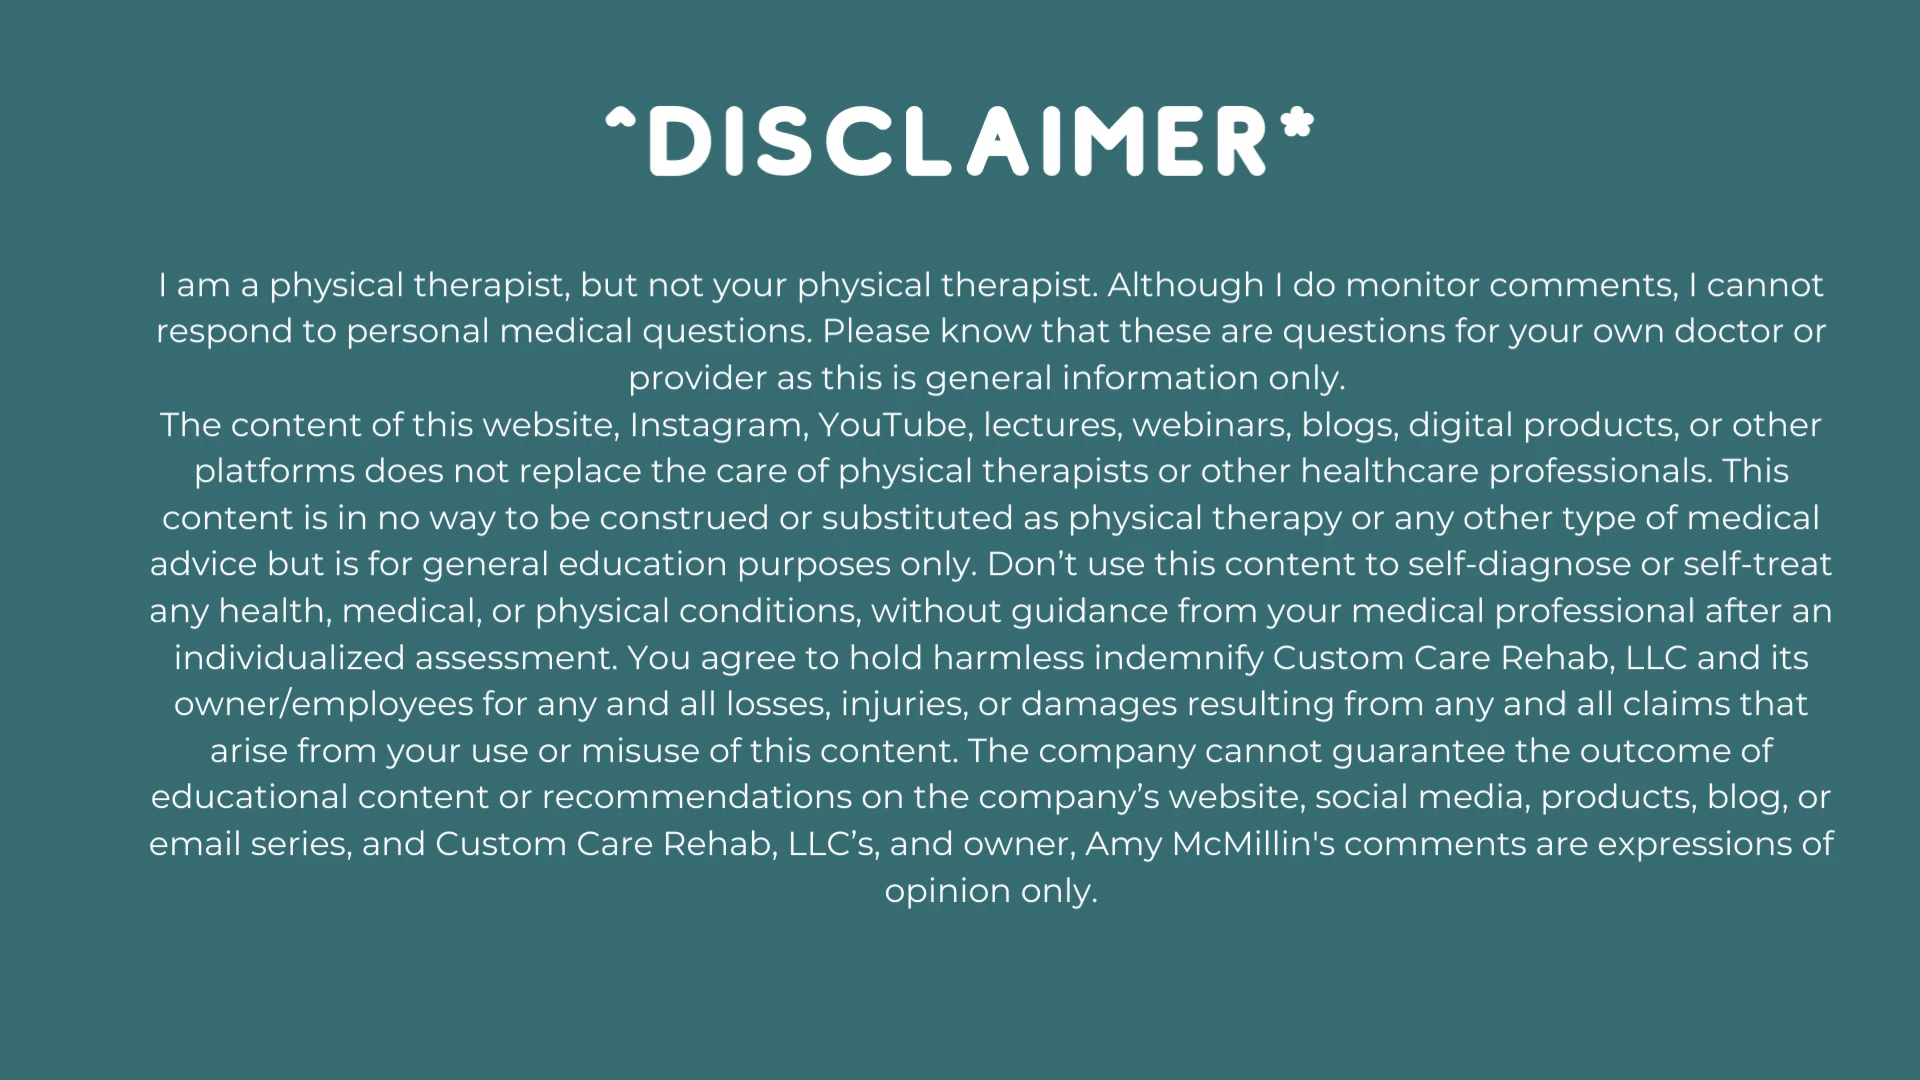 ^DISCLAIMER*
I am a physical therapist, but not your physical therapist. Although I do monitor comments, I cannot
respond to personal medical questions. Please know that these are questions for your own doctor or
provider as this is general information only.
The content of this website, Instagram, YouTube, lectures, webinars, blogs, digital products, or other
platforms does not replace the care of physical therapists or other healthcare professionals. This
content is in no way to be construed or substituted as physical therapy or any other type of medical
advice but is for general education purposes only. Don’t use this content to self-diagnose or self-treat
any health, medical, or physical conditions, without guidance from your medical professional after an
individualized assessment. You agree to hold harmless indemnify Custom Care Rehab, LLC and its
owner/employees for any and all losses, injuries, or damages resulting from any and all claims that
arise from your use or misuse of this content. The company cannot guarantee the outcome of
educational content or recommendations on the company’s website, social media, products, blog, or
email series, and Custom Care Rehab, LLC’s, and owner, Amy McMillin's comments are expressions of
opinion only.